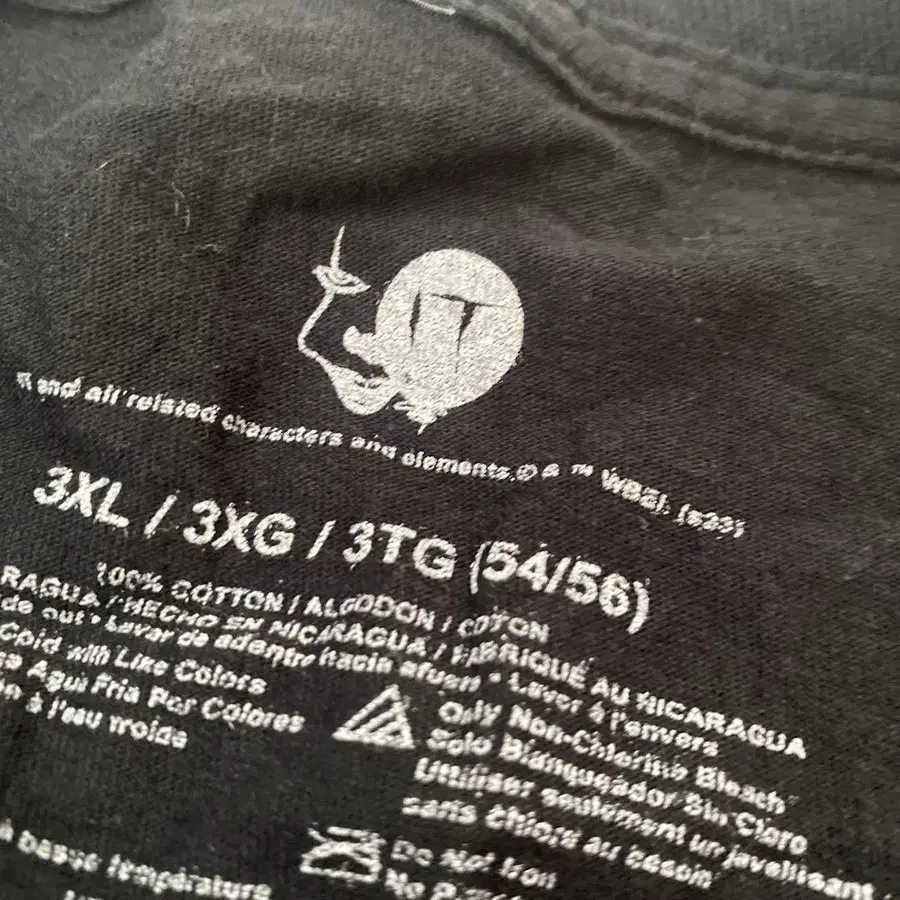 IT
IT and all related characters and elements © & ™ WBEI. (s23)
3XL / 3XG / 3TG (54/56)
100% COTTON / ALGODON / COTON
RAGUA / HECHO EN NICARAGUA / FABRIQUÉ AU NICARAGUA
de out • Lavar de adentro hacia afuera • Laver à l'envers
Cold with Like Colors
Agua Fria Por Colores
à l'eau froide
Only Non-Chlorine Bleach
Solo Blanqueador Sin Cloro
Utiliser seulement un javellisant
sans chlore au besoin
à basse température
Do Not Iron
No